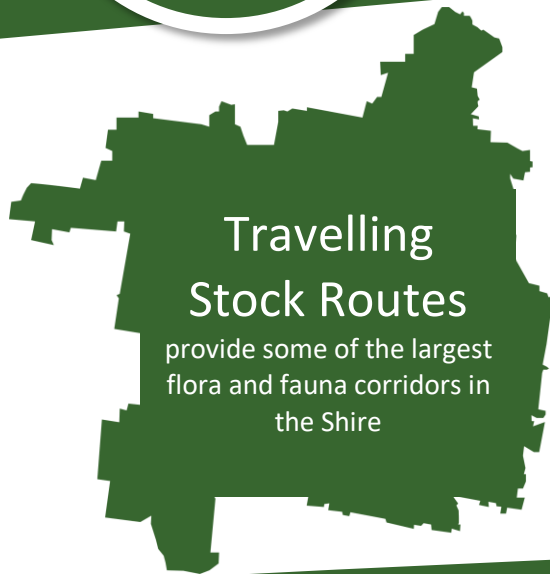 Travelling
Stock Routes
provide some of the largest
flora and fauna corridors in
the Shire